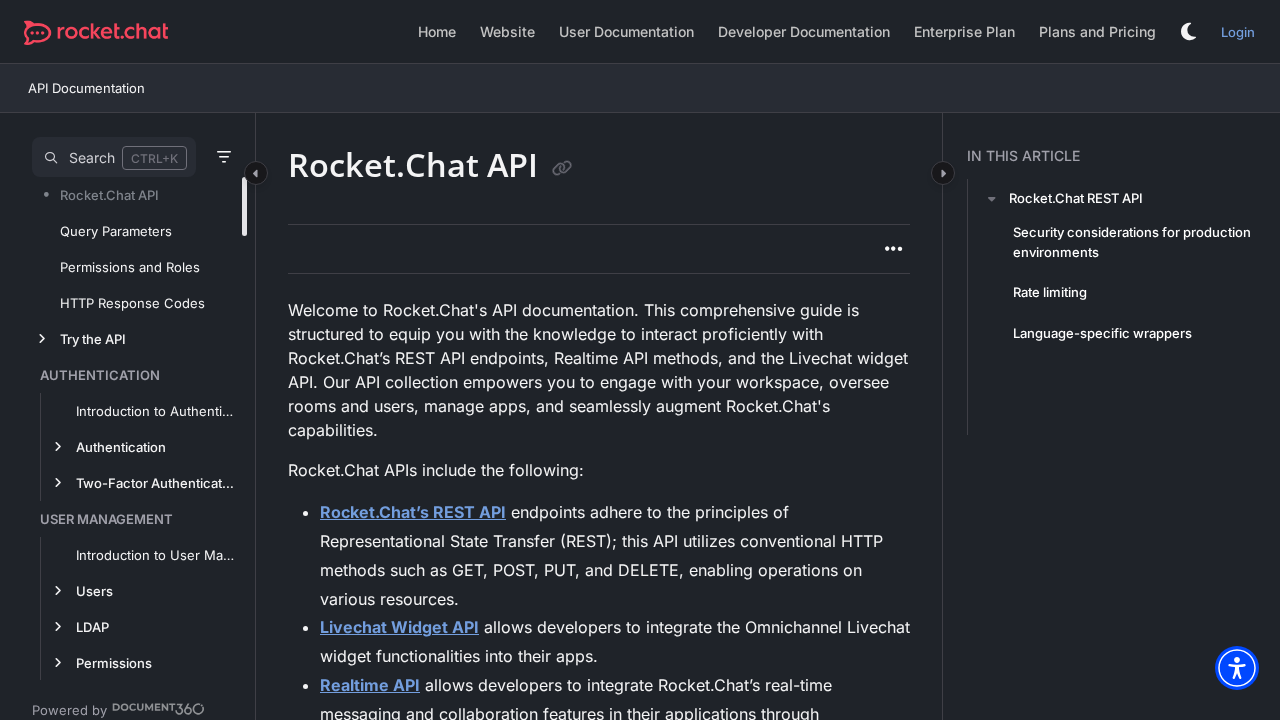 rocket.chat
Home
Website
User Documentation
Developer Documentation
Enterprise Plan
Plans and Pricing
Login
API Documentation
Search
CTRL+K
Rocket.Chat API
Query Parameters
Permissions and Roles
HTTP Response Codes
Try the API
AUTHENTICATION
Introduction to Authenti...
Authentication
Two-Factor Authenticat...
USER MANAGEMENT
Introduction to User Ma...
Users
LDAP
Permissions
Powered by DOCUMENT360
Rocket.Chat API
Welcome to Rocket.Chat's API documentation. This comprehensive guide is
structured to equip you with the knowledge to interact proficiently with
Rocket.Chat’s REST API endpoints, Realtime API methods, and the Livechat widget
API. Our API collection empowers you to engage with your workspace, oversee
rooms and users, manage apps, and seamlessly augment Rocket.Chat's
capabilities.
Rocket.Chat APIs include the following:
Rocket.Chat’s REST API endpoints adhere to the principles of
Representational State Transfer (REST); this API utilizes conventional HTTP
methods such as GET, POST, PUT, and DELETE, enabling operations on
various resources.
Livechat Widget API allows developers to integrate the Omnichannel Livechat
widget functionalities into their apps.
Realtime API allows developers to integrate Rocket.Chat’s real-time
messaging and collaboration features in their applications through
IN THIS ARTICLE
Rocket.Chat REST API
Security considerations for production
environments
Rate limiting
Language-specific wrappers